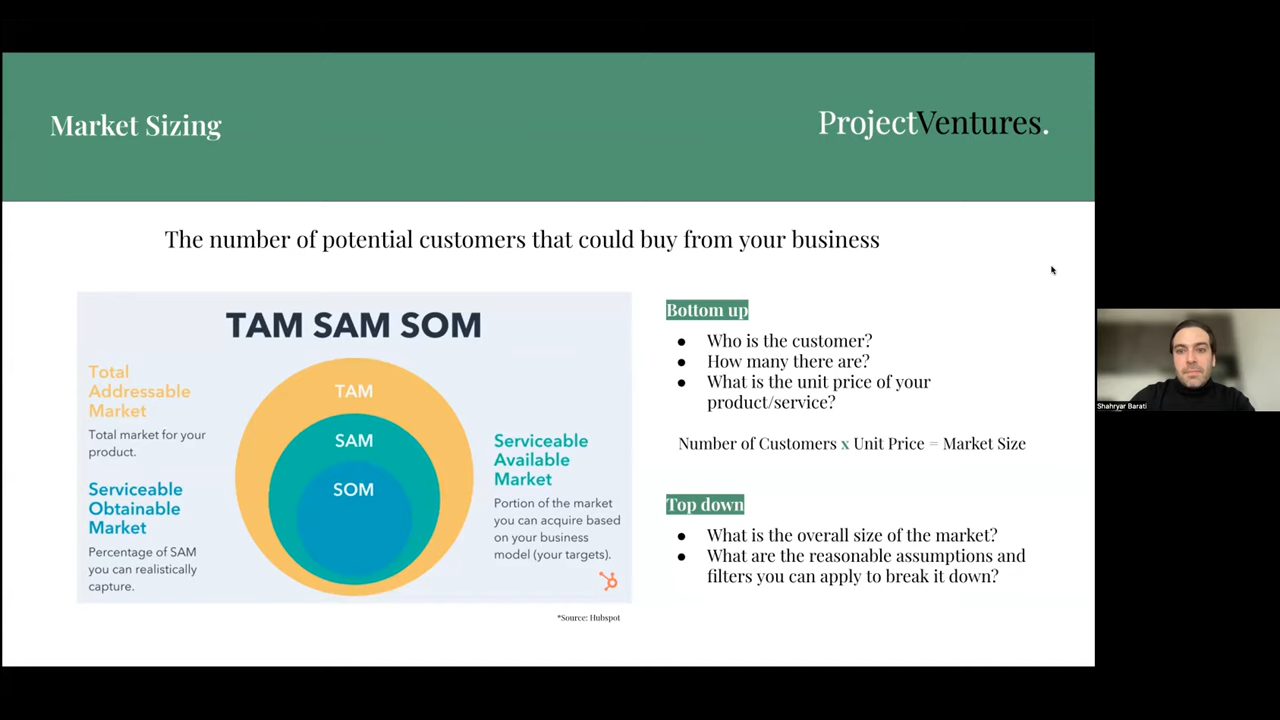 Market Sizing
ProjectVentures.
The number of potential customers that could buy from your business
TAM SAM SOM
Total
Addressable
Market
Total market for your
product.
Serviceable
Obtainable
Market
Percentage of SAM
you can realistically
capture.
TAM
SAM
SOM
Serviceable
Available
Market
Portion of the market
you can acquire based
on your business
model (your targets).
*Source: Hubspot
Bottom up
● Who is the customer?
● How many there are?
● What is the unit price of your
product/service?
Number of Customers x Unit Price = Market Size
Top down
● What is the overall size of the market?
● What are the reasonable assumptions and
filters you can apply to break it down?
Shahryar Barati